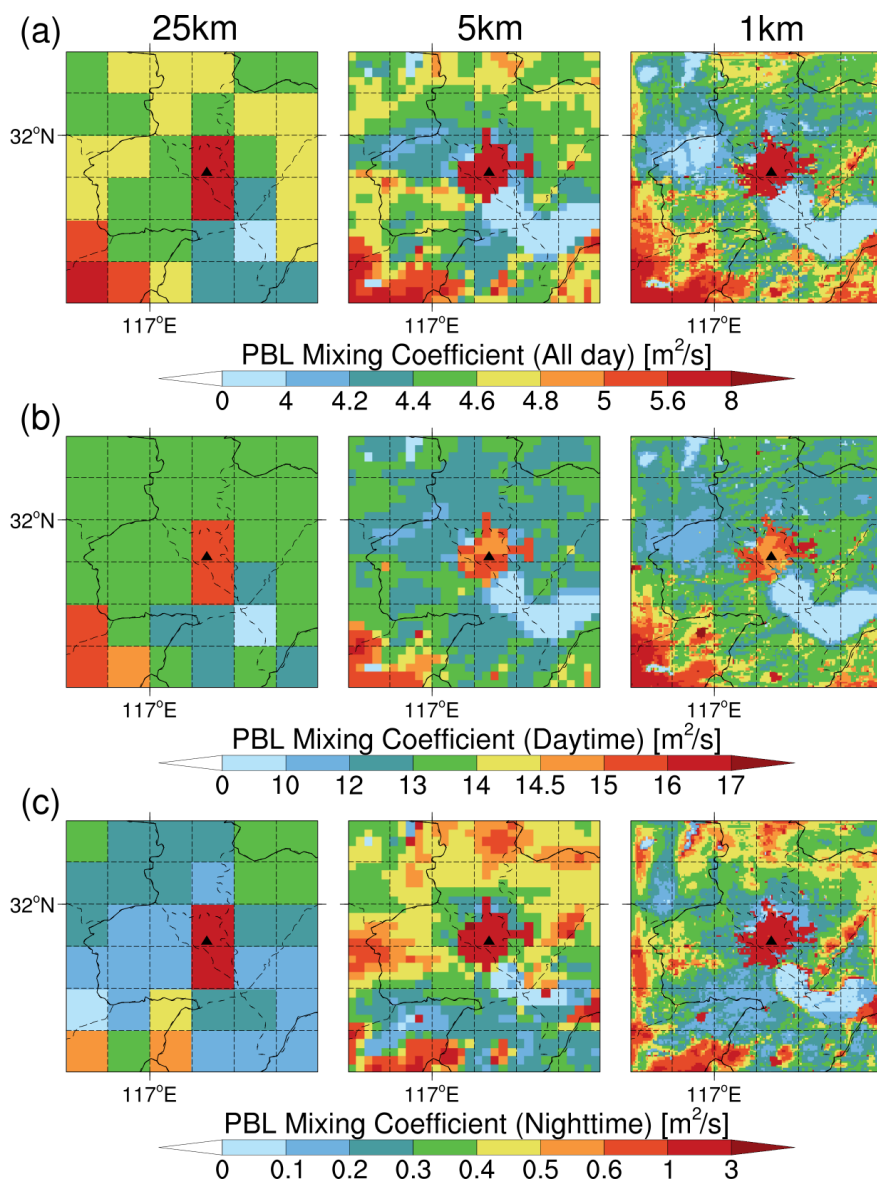 25km 5km 1km
(a)
32°N
117°E 117°E 117°E
PBL Mixing Coefficient (All day) [m²/s]
0 4 4.2 4.4 4.6 4.8 5 5.6 8
(b)
32°N
117°E 117°E 117°E
PBL Mixing Coefficient (Daytime) [m²/s]
0 10 12 13 14 14.5 15 16 17
(c)
32°N
117°E 117°E 117°E
PBL Mixing Coefficient (Nighttime) [m²/s]
0 0.1 0.2 0.3 0.4 0.5 0.6 1 3